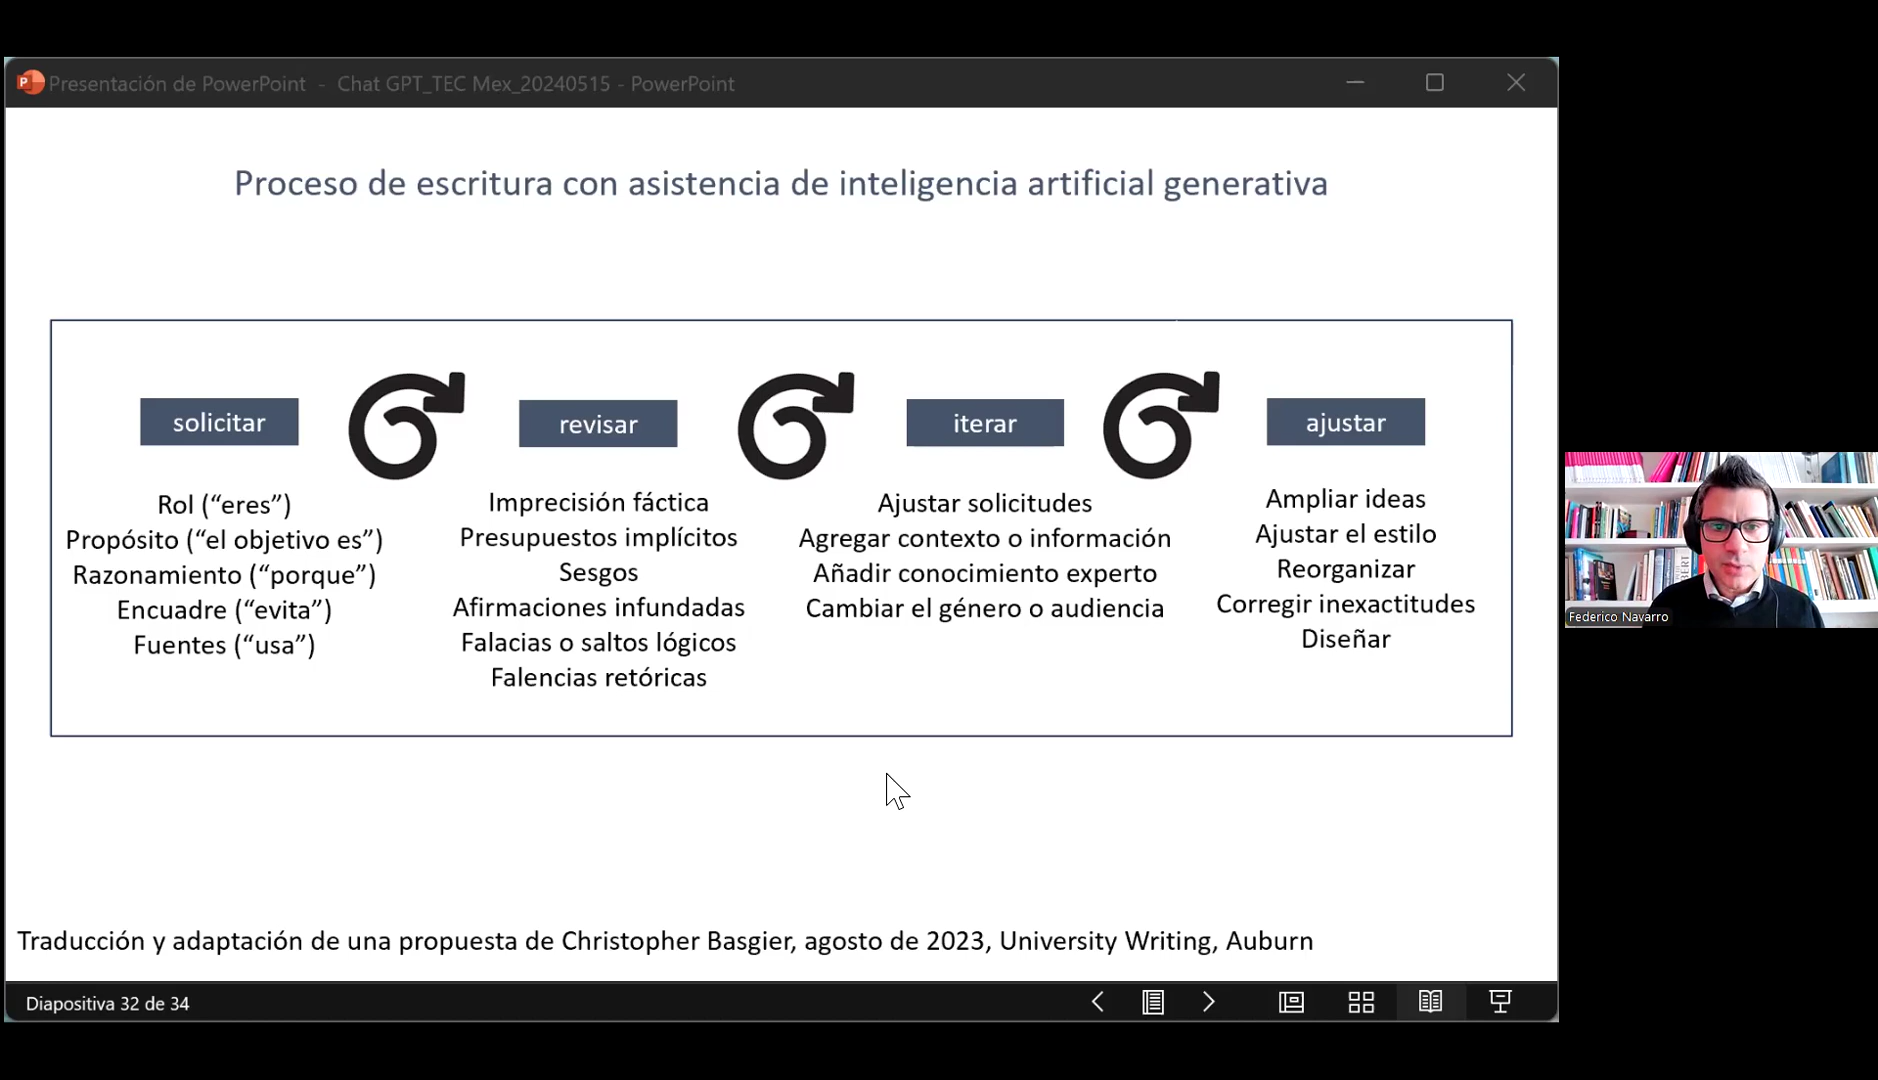 Presentación de PowerPoint - Chat GPT_TEC Mex_20240515 - PowerPoint
Proceso de escritura con asistencia de inteligencia artificial generativa
solicitar
Rol (“eres”)
Propósito (“el objetivo es”)
Razonamiento (“porque”)
Encuadre (“evita”)
Fuentes (“usa”)
revisar
Imprecisión fáctica
Presupuestos implícitos
Sesgos
Afirmaciones infundadas
Falacias o saltos lógicos
Falencias retóricas
iterar
Ajustar solicitudes
Agregar contexto o información
Añadir conocimiento experto
Cambiar el género o audiencia
ajustar
Ampliar ideas
Ajustar el estilo
Reorganizar
Corregir inexactitudes
Diseñar
Federico Navarro
Traducción y adaptación de una propuesta de Christopher Basgier, agosto de 2023, University Writing, Auburn
Diapositiva 32 de 34